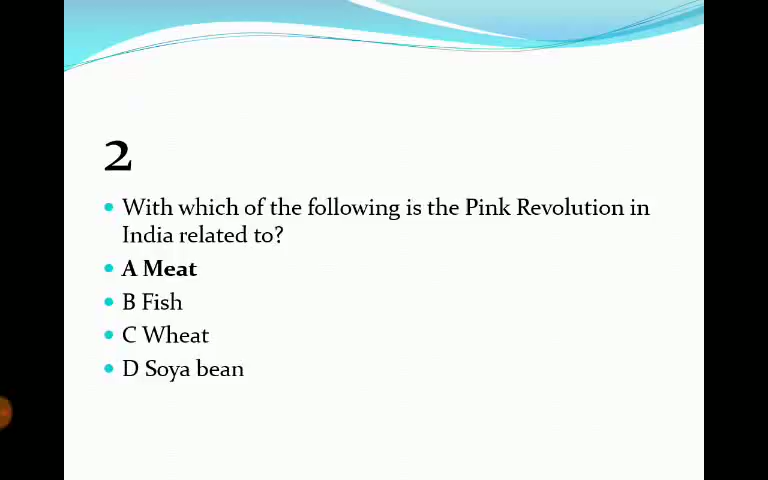 2
With which of the following is the Pink Revolution in
India related to?
A Meat
B Fish
C Wheat
D Soya bean